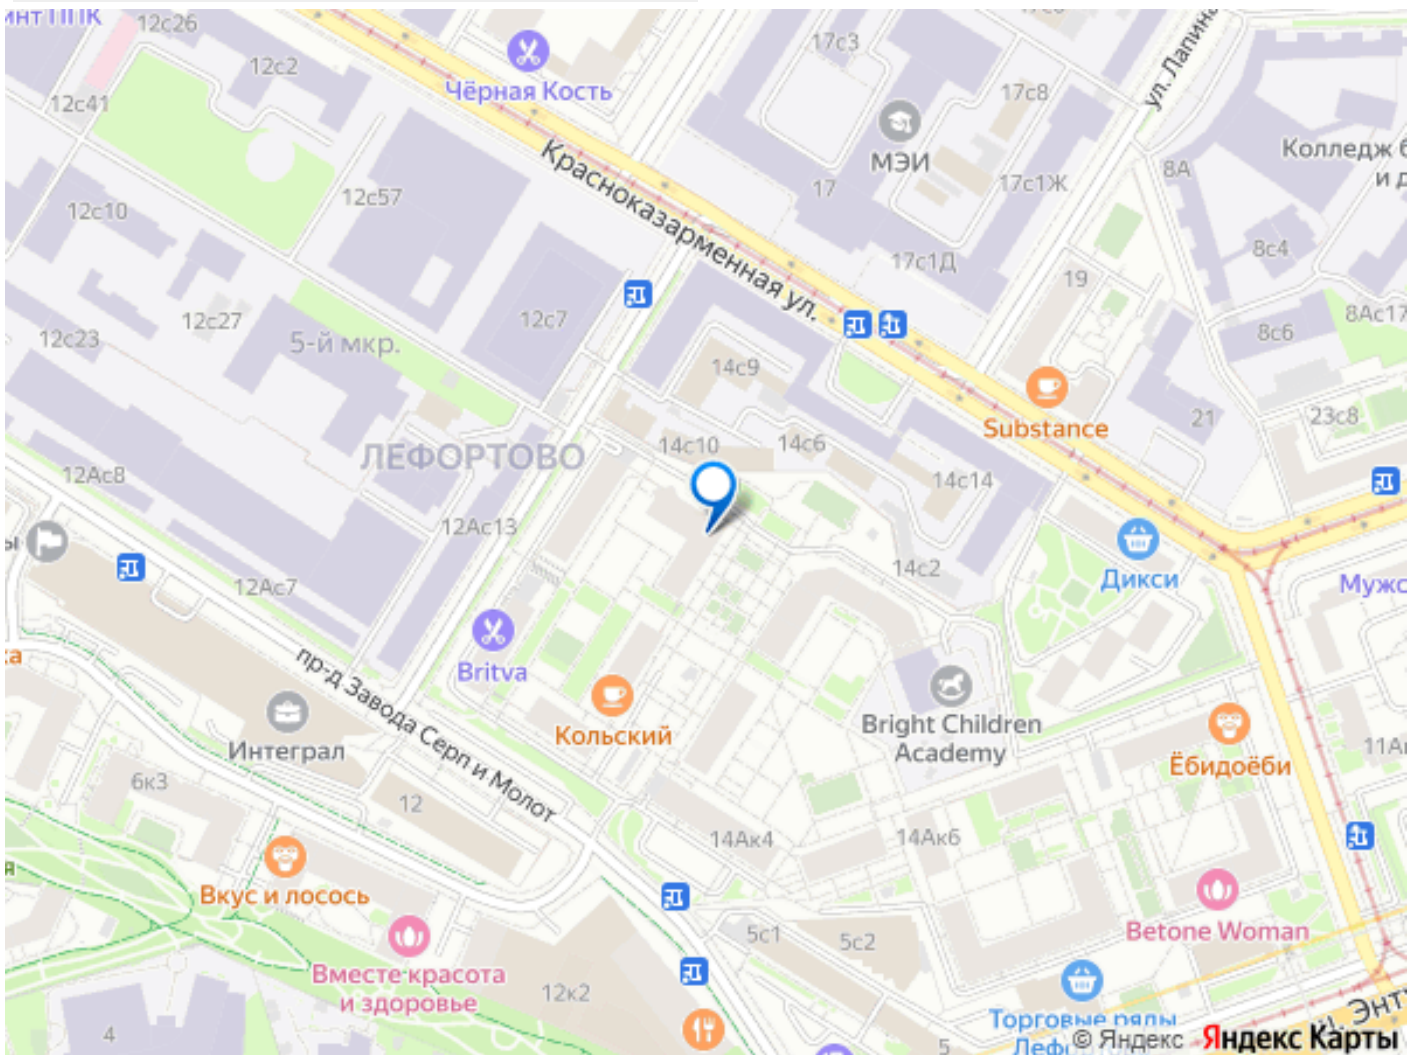 12с26
12с2
12с41
Чёрная Кость
17с3
17с8
ул. Лапина
МЭИ
Красноказарменная ул.
17
17с1Ж
8А
12с57
12с10
17с1Д
19
8с4
12с7
12с27
12с23
5-й мкр.
8с6
8Ас17
14с9
Substance
21
23с8
ЛЕФОРТОВО
14с10
14с6
14с14
12Ас8
12Ас13
12Ас7
14с2
Дикси
Britva
пр-д Завода Серп и Молот
Кольский
Bright Children
Academy
Интеграл
Ёбидоёби
6к3
12
14Ак4
14Ак6
Вкус и лосось
Betone Woman
5с1
5с2
Вместе красота
и здоровье
12к2
4
5
Торговые ряды
© Яндекс Яндекс Карты